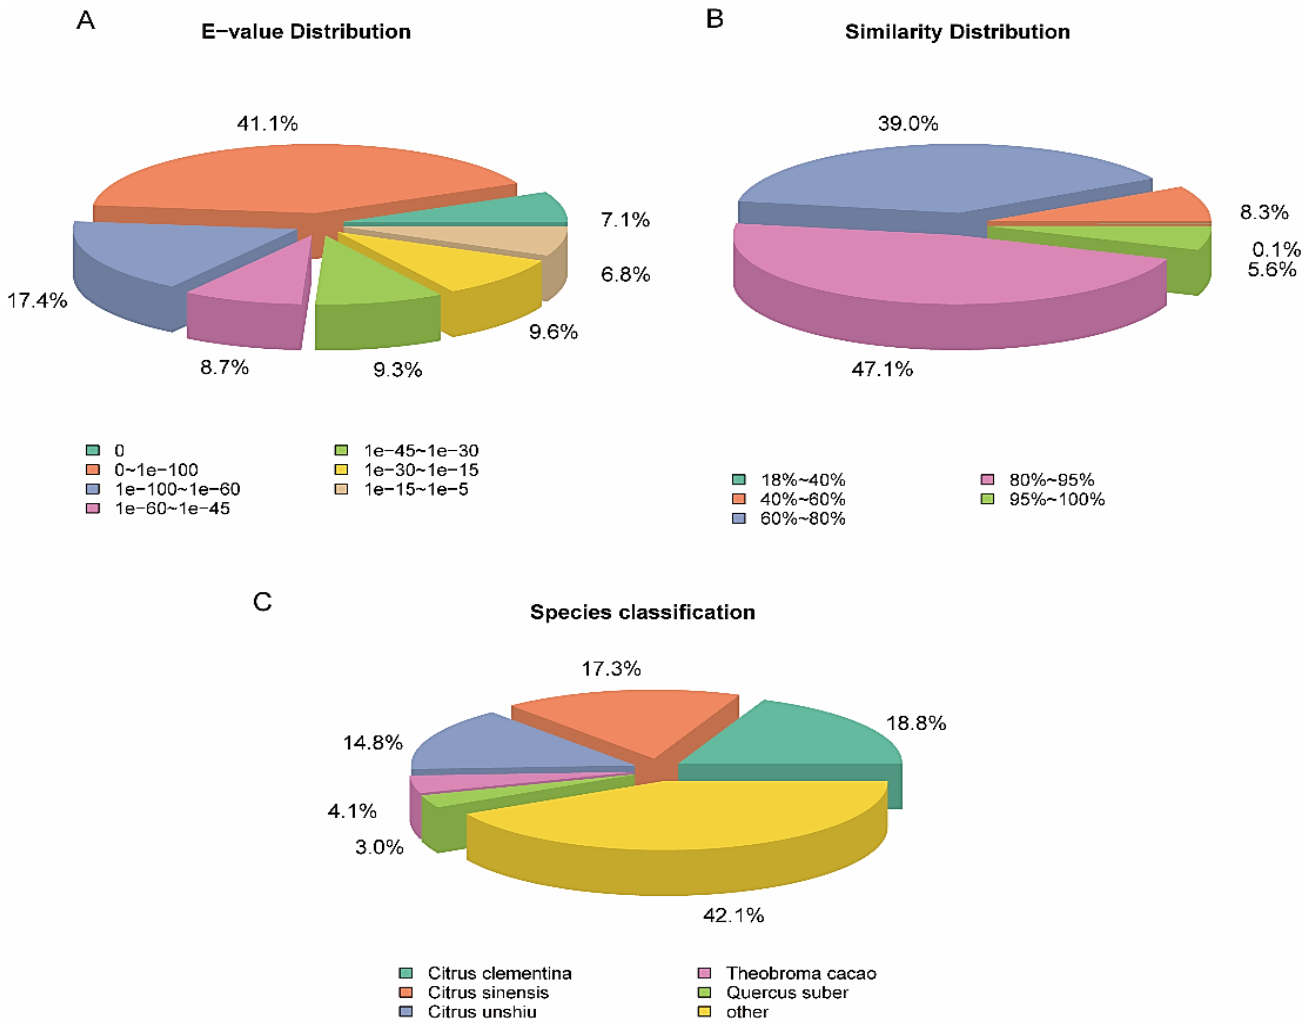 A
E−value Distribution
41.1%
7.1%
6.8%
9.6%
9.3%
8.7%
17.4%
0
0~1e−100
1e−100~1e−60
1e−60~1e−45
1e−45~1e−30
1e−30~1e−15
1e−15~1e−5
B
Similarity Distribution
39.0%
8.3%
0.1%
5.6%
47.1%
18%~40%
40%~60%
60%~80%
80%~95%
95%~100%
C
Species classification
17.3%
18.8%
14.8%
4.1%
3.0%
42.1%
Citrus clementina
Citrus sinensis
Citrus unshiu
Theobroma cacao
Quercus suber
other